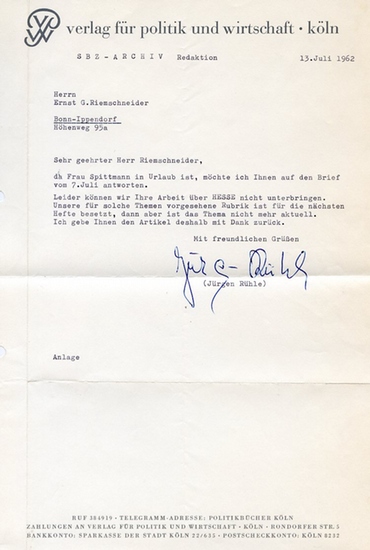 verlag für politik und wirtschaft · köln
SBZ-ARCHIV Redaktion 13.Juli 1962
Herrn
Ernst G.Riemschneider
Bonn-Ippendorf
Höhenweg 95a
Sehr geehrter Herr Riemschneider,
da Frau Spittmann in Urlaub ist, möchte ich Ihnen auf den Brief
vom 7.Juli antworten.
Leider können wir Ihre Arbeit über HESSE nicht unterbringen.
Unsere für solche Themen vorgesehene Rubrik ist für die nächsten
Hefte besetzt, dann aber ist das Thema nicht mehr aktuell.
Ich gebe Ihnen den Artikel deshalb mit Dank zurück.
Mit freundlichen Grüßen
Jürgen Rühle
(Jürgen Rühle)
Anlage
RUF 384919 · TELEGRAMM-ADRESSE: POLITIKBÜCHER KÖLN
ZAHLUNGEN AN VERLAG FÜR POLITIK UND WIRTSCHAFT · KÖLN · RONDORFER STR. 5
BANKKONTO: SPARKASSE DER STADT KÖLN 22/635 · POSTSCHECKKONTO: KÖLN 8212